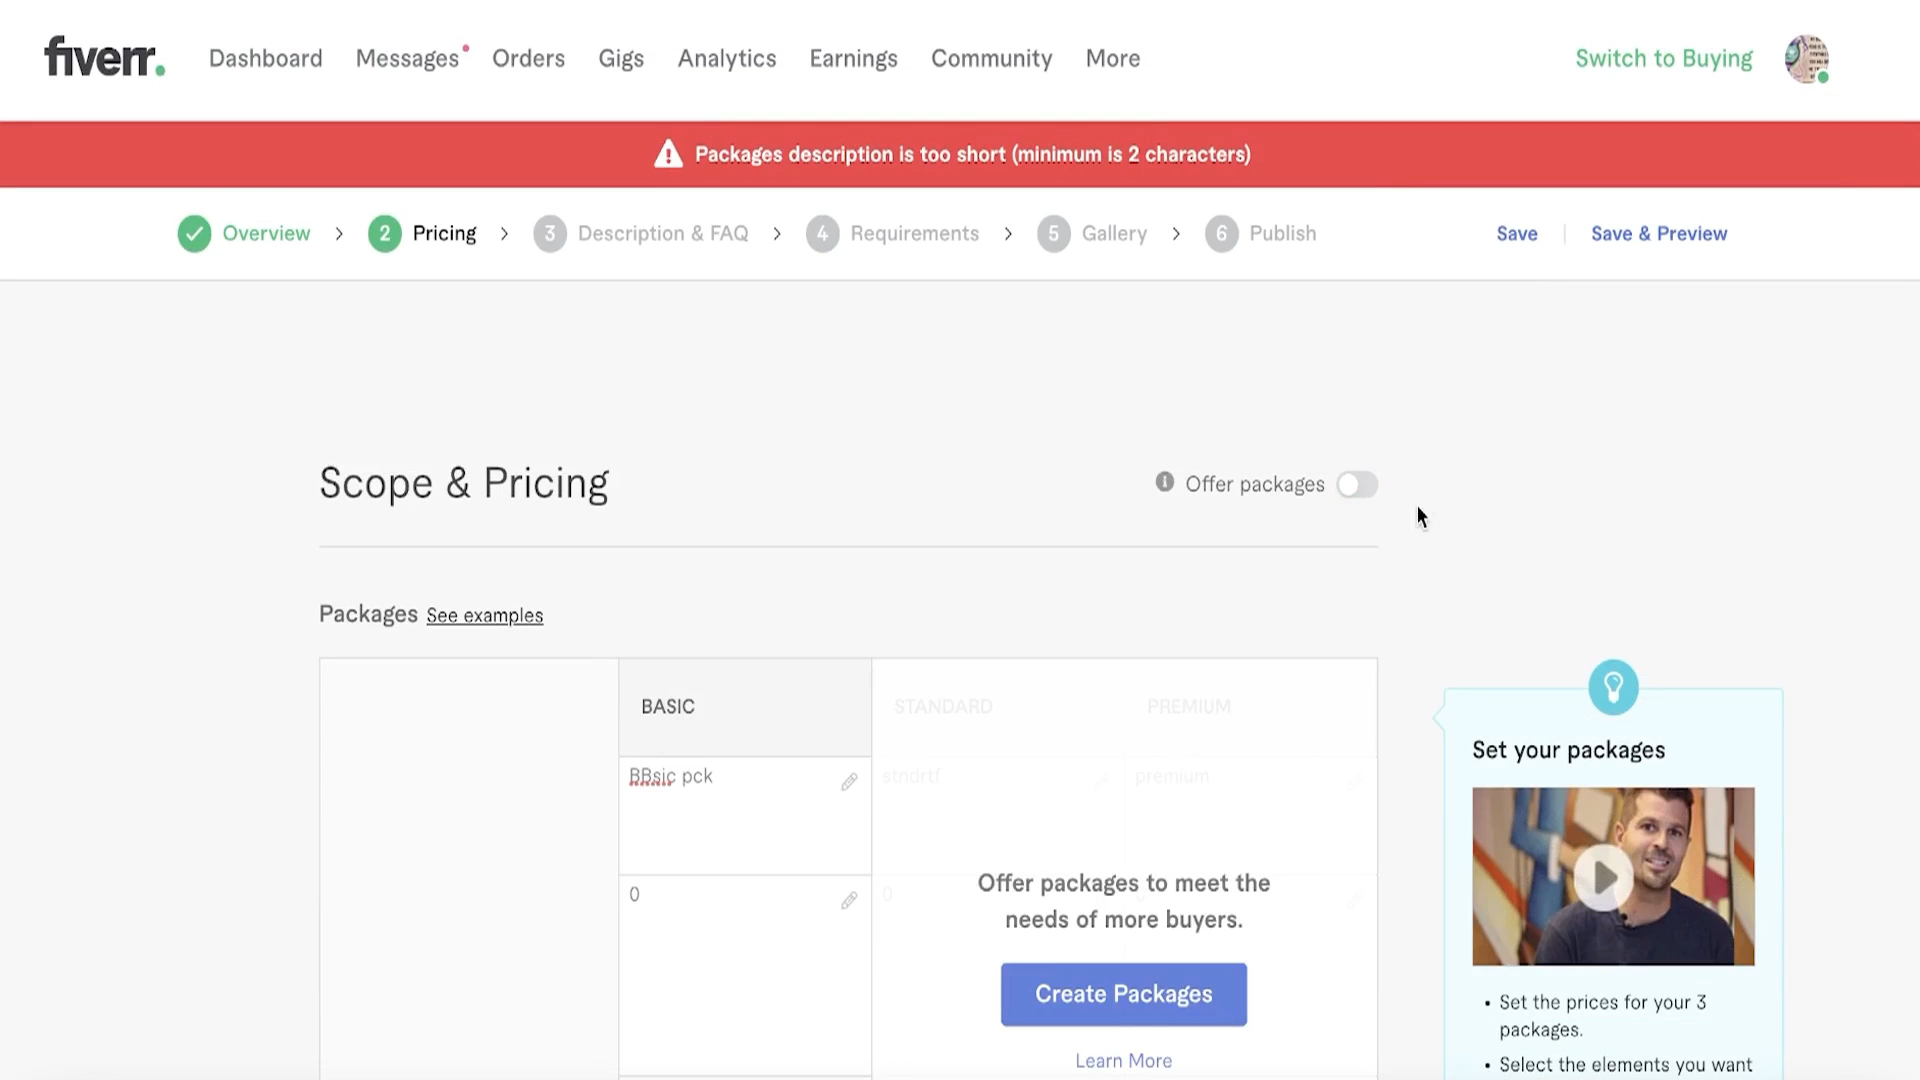 fiverr.
Dashboard Messages Orders Gigs Analytics Earnings Community More
Switch to Buying
Packages description is too short (minimum is 2 characters)
Overview 2 Pricing 3 Description & FAQ 4 Requirements 5 Gallery 6 Publish
Save Save & Preview
Scope & Pricing
Offer packages
Packages See examples
BASIC STANDARD PREMIUM
BBsic pck stndrtf premium
0 0
Offer packages to meet the
needs of more buyers.
Create Packages
Learn More
Set your packages
• Set the prices for your 3
packages.
• Select the elements you want